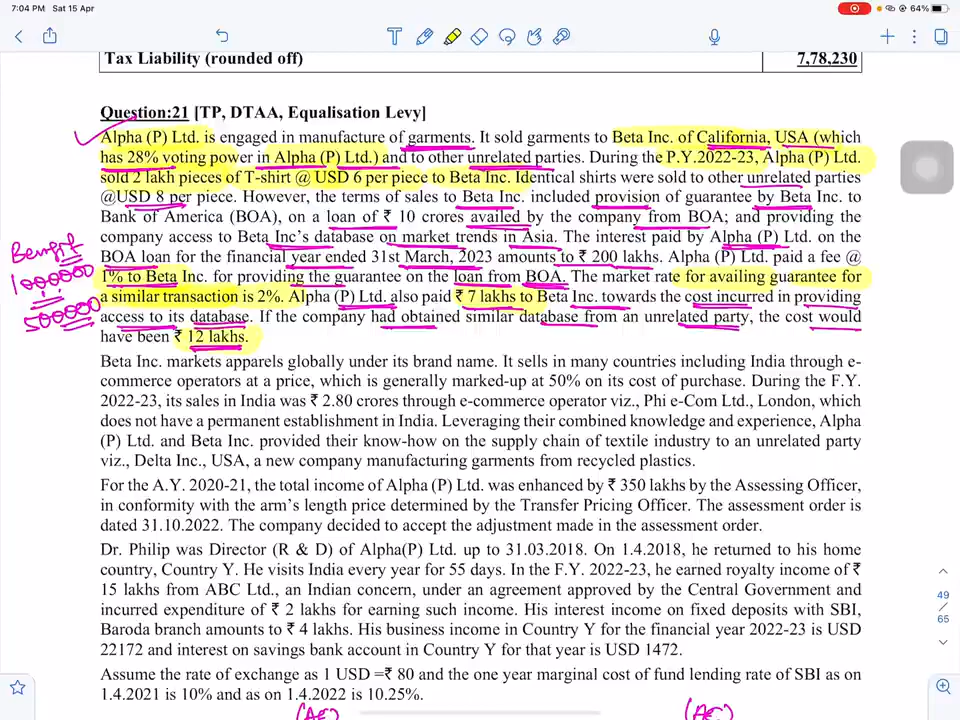 7:04 PM Sat 15 Apr
64%
Tax Liability (rounded off) 7,78,230
Question:21 [TP, DTAA, Equalisation Levy]
Alpha (P) Ltd. is engaged in manufacture of garments. It sold garments to Beta Inc. of California, USA (which
has 28% voting power in Alpha (P) Ltd.) and to other unrelated parties. During the P.Y.2022-23, Alpha (P) Ltd.
sold 2 lakh pieces of T-shirt @ USD 6 per piece to Beta Inc. Identical shirts were sold to other unrelated parties
@USD 8 per piece. However, the terms of sales to Beta Inc. included provision of guarantee by Beta Inc. to
Bank of America (BOA), on a loan of ₹ 10 crores availed by the company from BOA; and providing the
company access to Beta Inc's database on market trends in Asia. The interest paid by Alpha (P) Ltd. on the
BOA loan for the financial year ended 31st March, 2023 amounts to ₹ 200 lakhs. Alpha (P) Ltd. paid a fee @
1% to Beta Inc. for providing the guarantee on the loan from BOA. The market rate for availing guarantee for
a similar transaction is 2%. Alpha (P) Ltd. also paid ₹ 7 lakhs to Beta Inc. towards the cost incurred in providing
access to its database. If the company had obtained similar database from an unrelated party, the cost would
have been ₹ 12 lakhs.
Benefit
1000000
500000
Beta Inc. markets apparels globally under its brand name. It sells in many countries including India through e-
commerce operators at a price, which is generally marked-up at 50% on its cost of purchase. During the F.Y.
2022-23, its sales in India was ₹ 2.80 crores through e-commerce operator viz., Phi e-Com Ltd., London, which
does not have a permanent establishment in India. Leveraging their combined knowledge and experience, Alpha
(P) Ltd. and Beta Inc. provided their know-how on the supply chain of textile industry to an unrelated party
viz., Delta Inc., USA, a new company manufacturing garments from recycled plastics.
For the A.Y. 2020-21, the total income of Alpha (P) Ltd. was enhanced by ₹ 350 lakhs by the Assessing Officer,
in conformity with the arm's length price determined by the Transfer Pricing Officer. The assessment order is
dated 31.10.2022. The company decided to accept the adjustment made in the assessment order.
Dr. Philip was Director (R & D) of Alpha(P) Ltd. up to 31.03.2018. On 1.4.2018, he returned to his home
country, Country Y. He visits India every year for 55 days. In the F.Y. 2022-23, he earned royalty income of ₹
15 lakhs from ABC Ltd., an Indian concern, under an agreement approved by the Central Government and
incurred expenditure of ₹ 2 lakhs for earning such income. His interest income on fixed deposits with SBI,
Baroda branch amounts to ₹ 4 lakhs. His business income in Country Y for the financial year 2022-23 is USD
22172 and interest on savings bank account in Country Y for that year is USD 1472.
Assume the rate of exchange as 1 USD =₹ 80 and the one year marginal cost of fund lending rate of SBI as on
1.4.2021 is 10% and as on 1.4.2022 is 10.25%.
(AE) (AE)
49
/
65